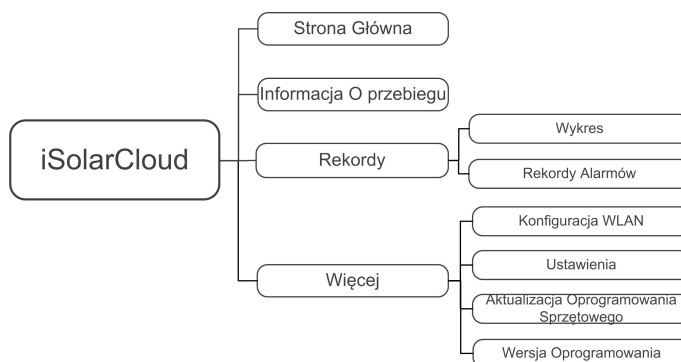 Strona Główna
Informacja O przebiegu
iSolarCloud
Rekordy
Wykres
Rekordy Alarmów
Więcej
Konfiguracja WLAN
Ustawienia
Aktualizacja Oprogramowania
Sprzętowego
Wersja Oprogramowania